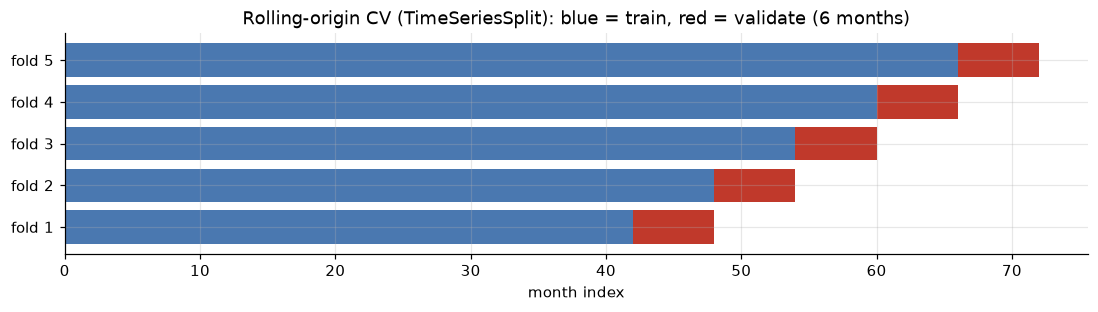 Rolling-origin CV (TimeSeriesSplit): blue = train, red = validate (6 months)
fold 5
fold 4
fold 3
fold 2
fold 1
0 10 20 30 40 50 60 70
month index